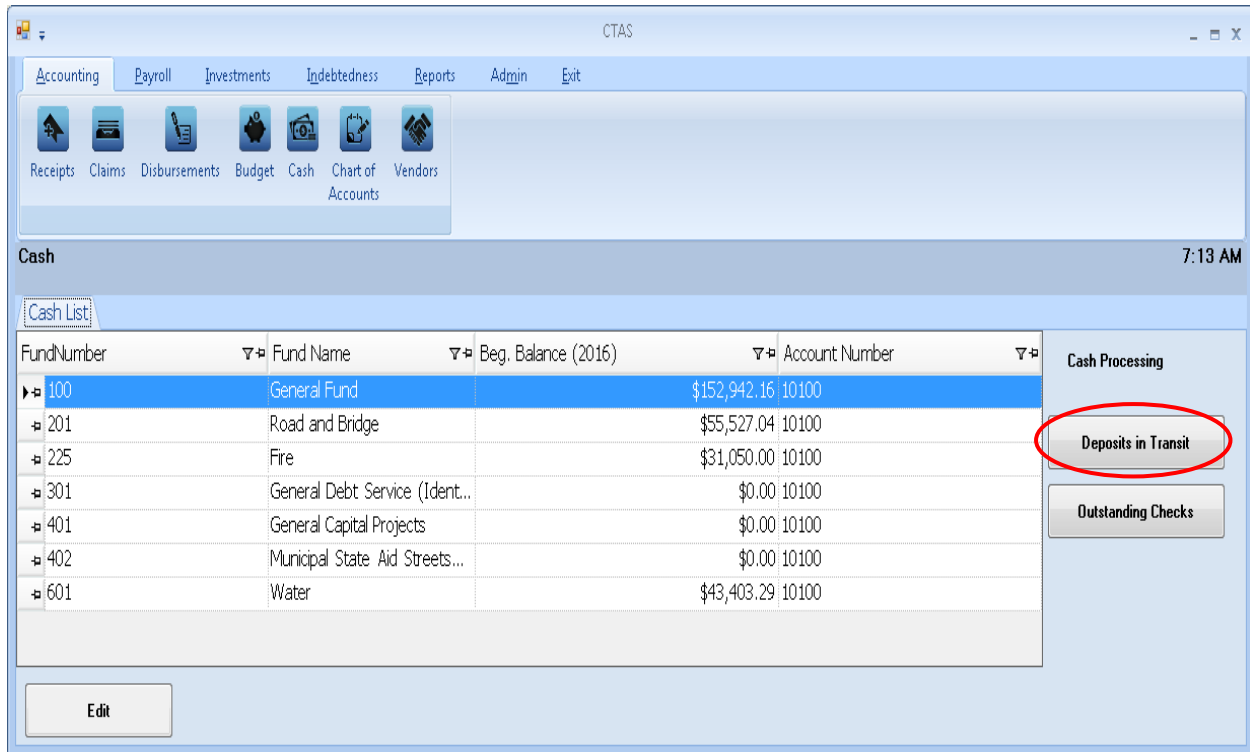 CTAS
Accounting Payroll Investments Indebtedness Reports Admin Exit
Receipts Claims Disbursements Budget Cash Chart of Accounts Vendors
Cash 7:13 AM
Cash List
FundNumber Fund Name Beg. Balance (2016) Account Number
100 General Fund $152,942.16 10100
201 Road and Bridge $55,527.04 10100
225 Fire $31,050.00 10100
301 General Debt Service (Ident... $0.00 10100
401 General Capital Projects $0.00 10100
402 Municipal State Aid Streets... $0.00 10100
601 Water $43,403.29 10100
Cash Processing
Deposits in Transit
Outstanding Checks
Edit